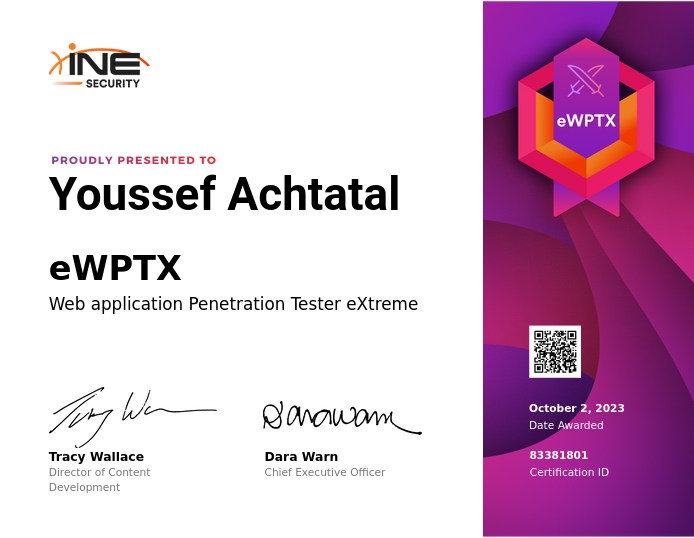 INE
SECURITY
PROUDLY PRESENTED TO
Youssef Achtatal
eWPTX
Web application Penetration Tester eXtreme
Tracy Wallace
Director of Content
Development
Dara Warn
Chief Executive Officer
eWPTX
October 2, 2023
Date Awarded
83381801
Certification ID